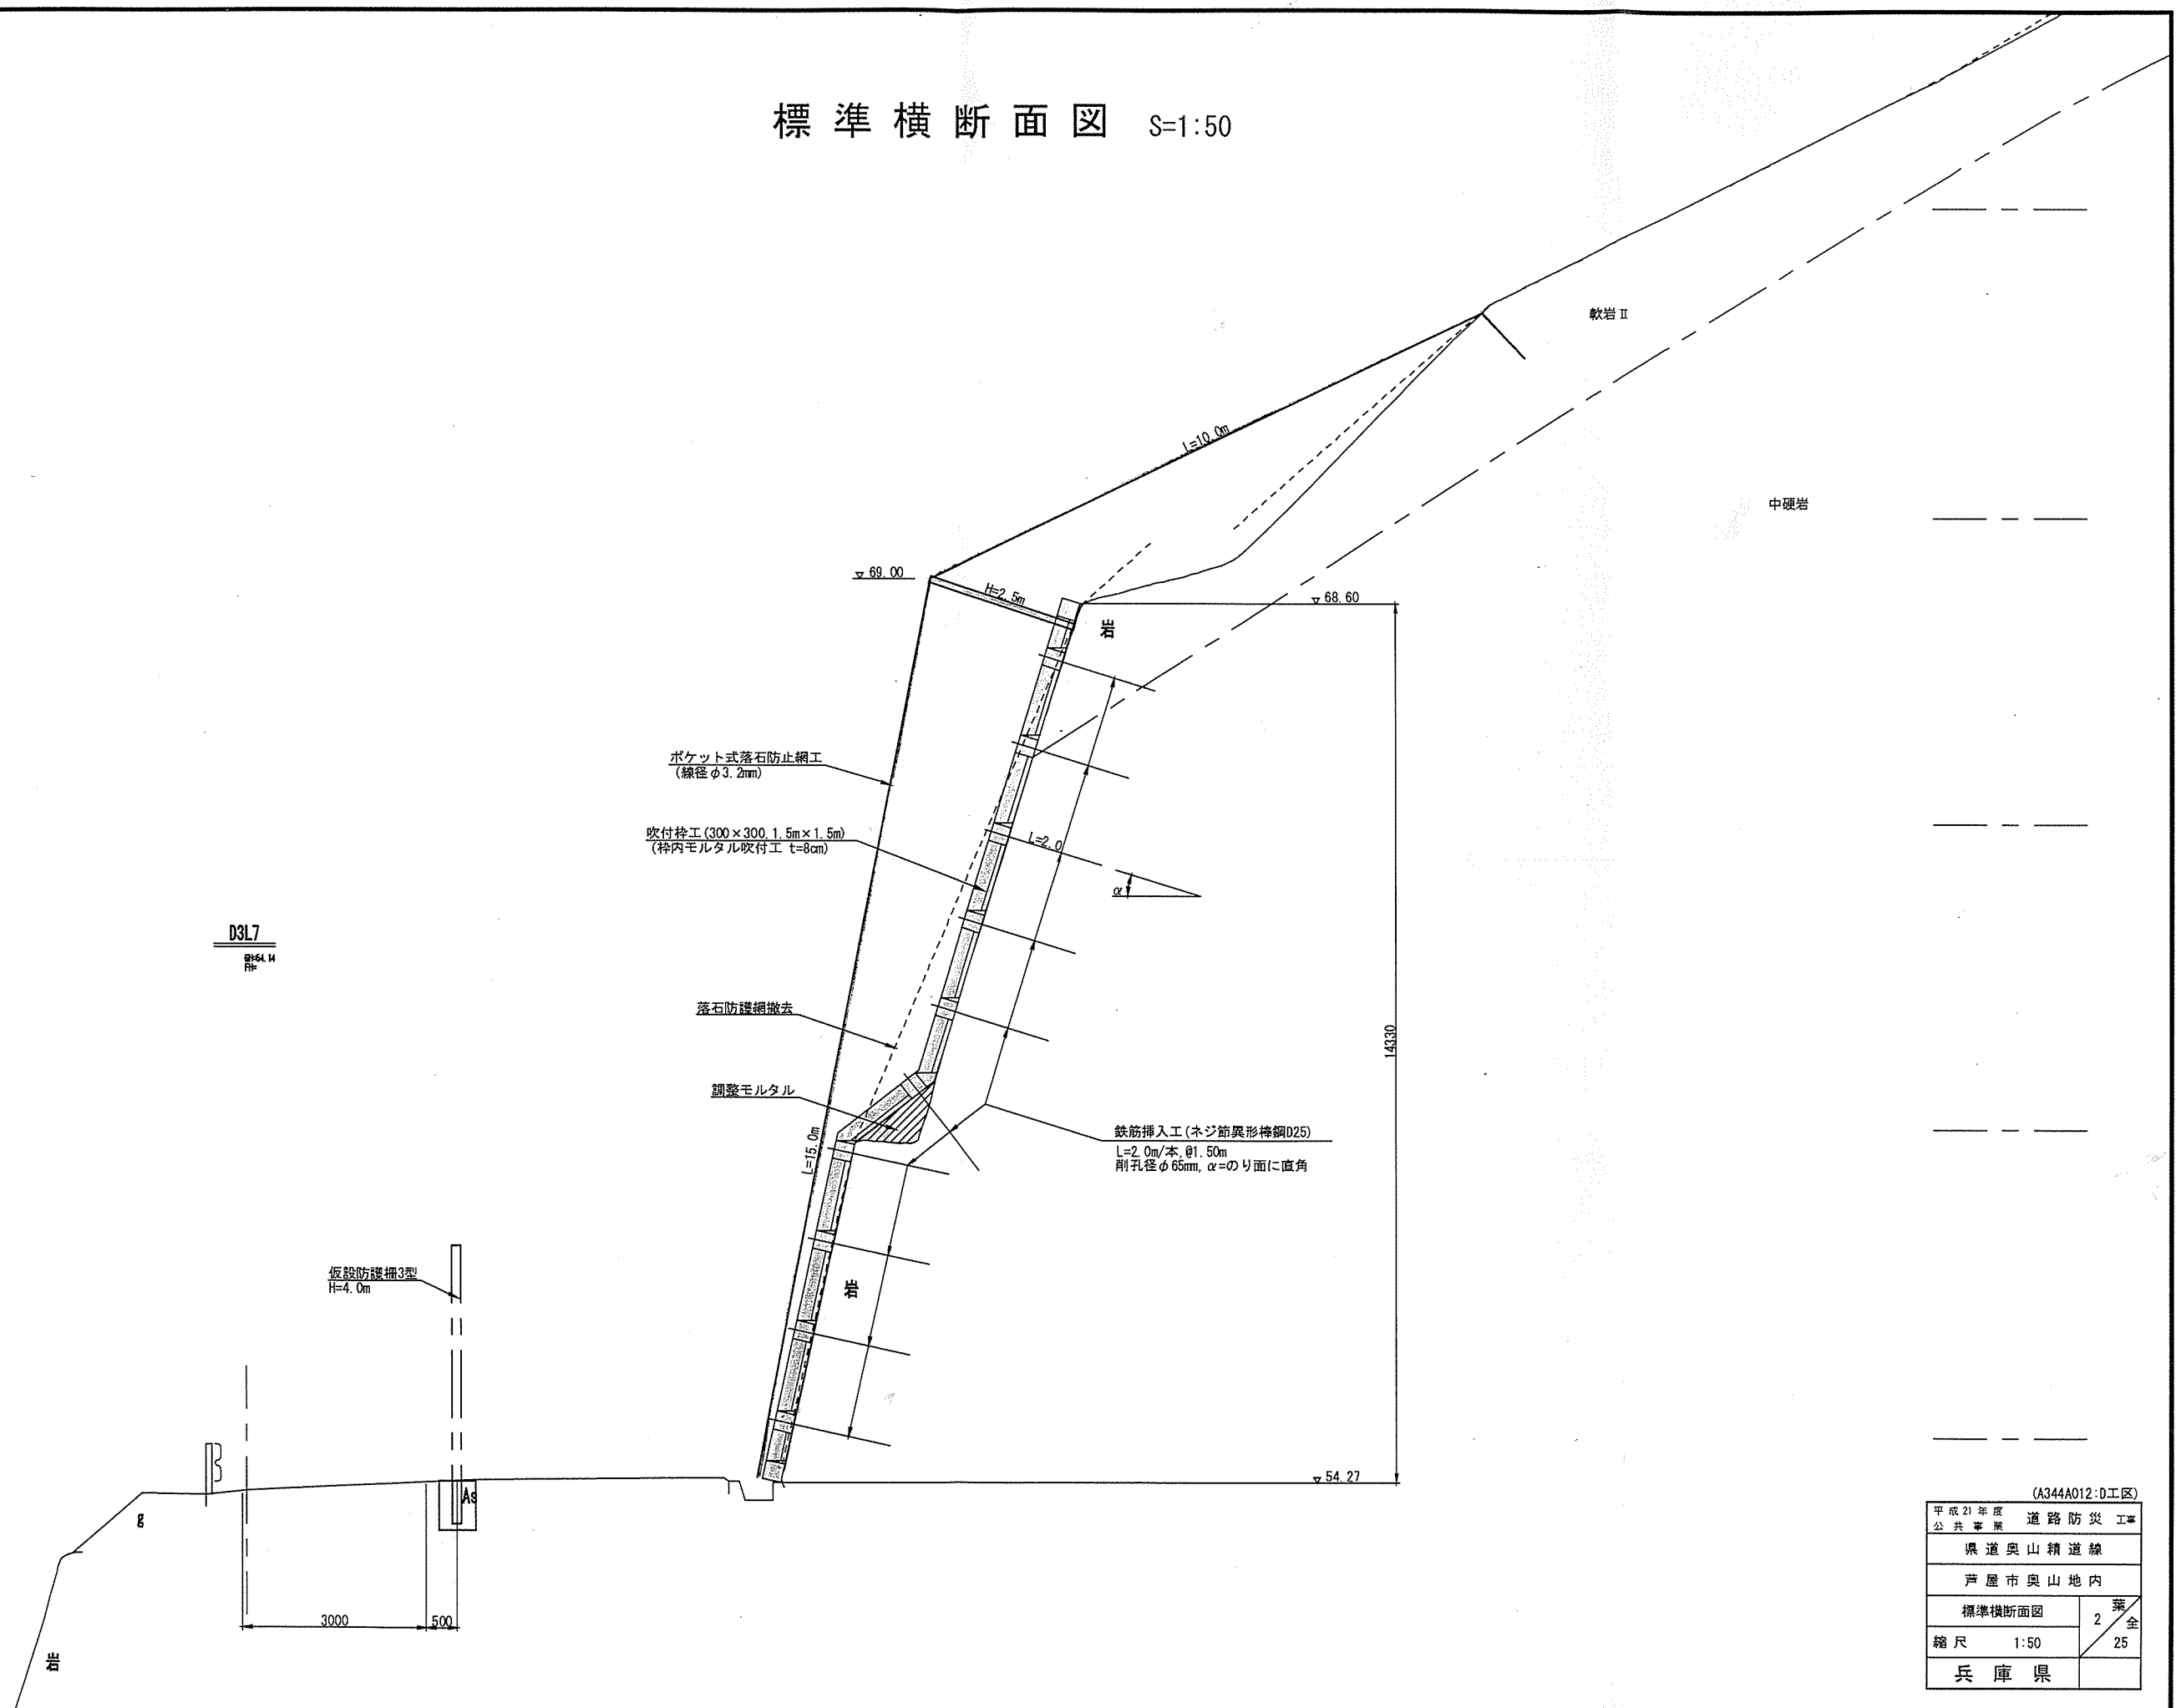 標準横断面図 S=1:50
軟岩Ⅱ
L=10.0m
中硬岩
▽ 69.00
H=2.5m
▽ 68.60
岩
ポケット式落石防止網工
(線径φ3.2mm)
吹付枠工(300×300, 1.5m×1.5m)
(枠内モルタル吹付工 t=8cm)
L=2.0
α
D3L7
落石防護網撤去
14330
調整モルタル
L=15.0m
鉄筋挿入工(ネジ節異形棒鋼D25)
L=2.0m/本, @1.50m
削孔径φ65mm, α=のり面に直角
仮設防護柵3型
H=4.0m
岩
▽ 54.27
As
g
3000
500
岩
(A344A012:D工区)
平成21年度
公共事業
道路防災 工事
県道奥山精道線
芦屋市奥山地内
標準横断面図
2 葉
全 25
縮尺 1:50
兵庫県